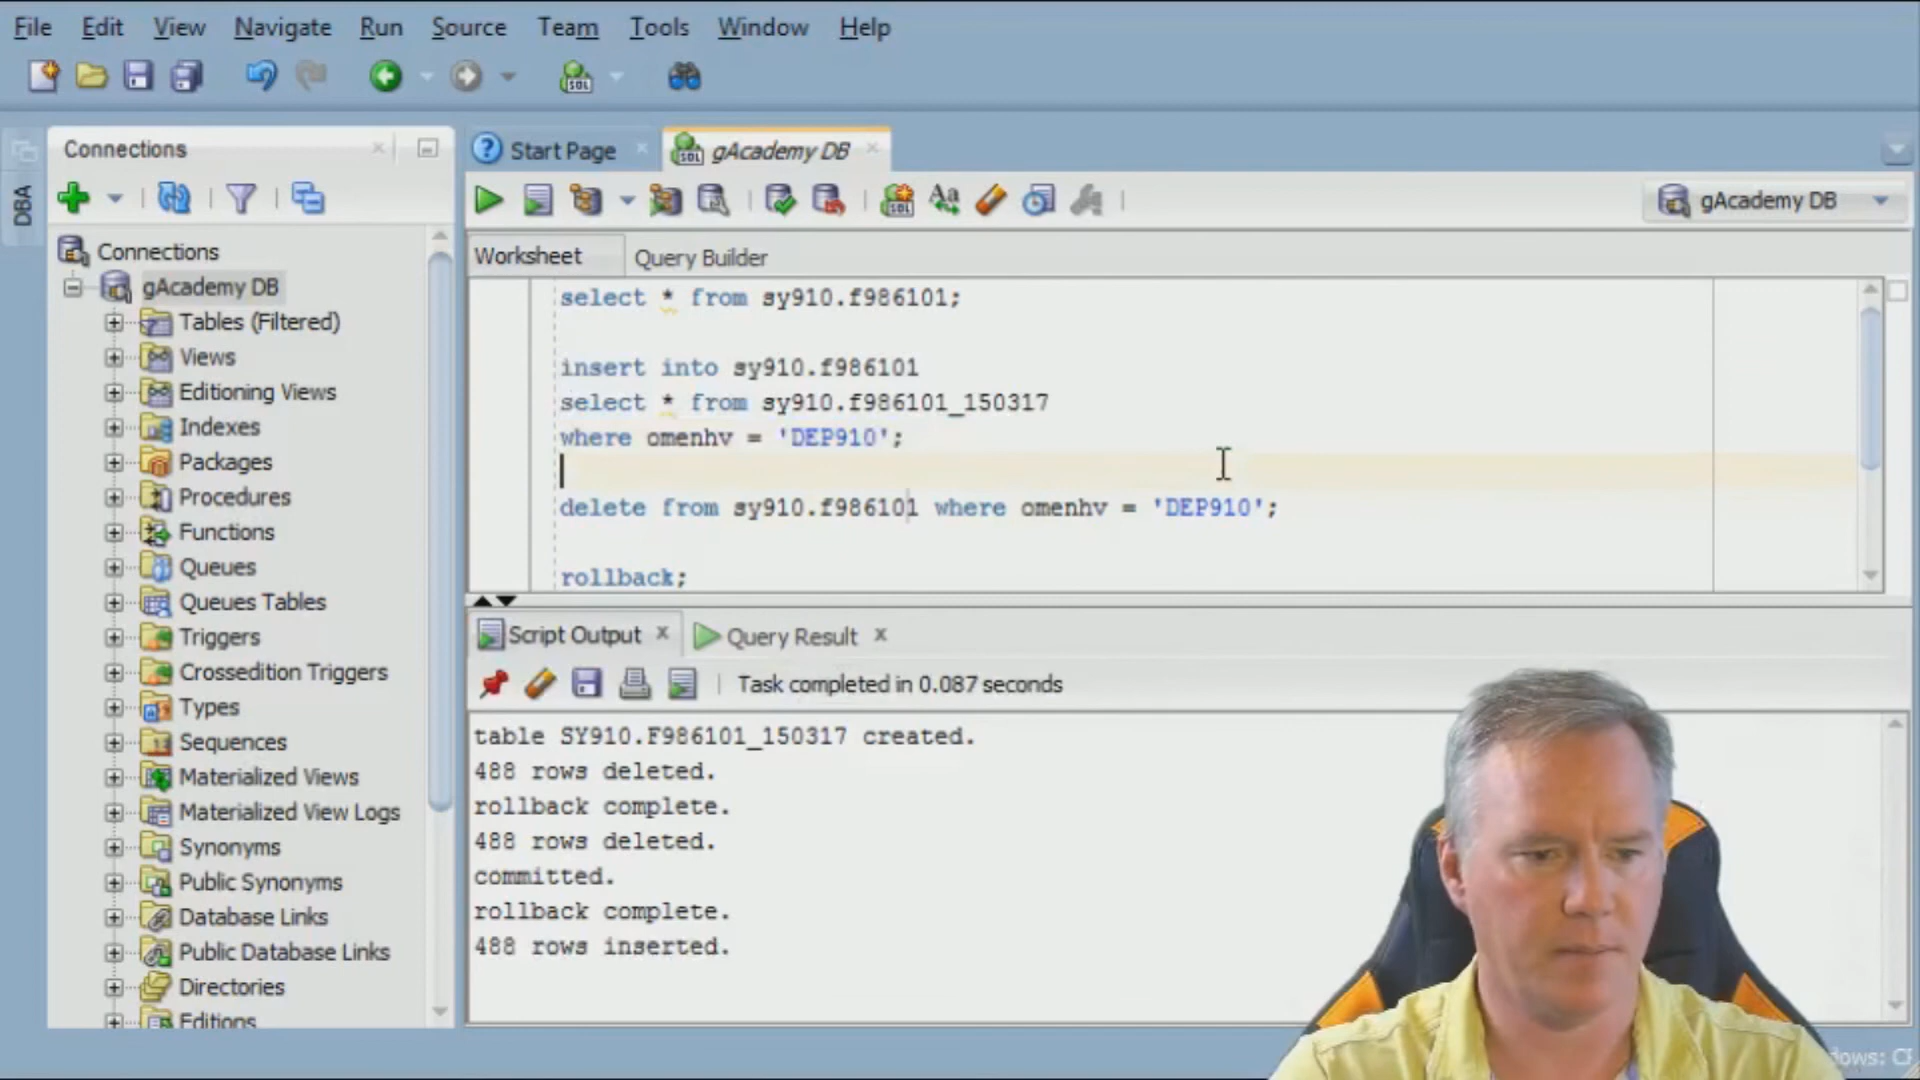 File Edit View Navigate Run Source Team Tools Window Help
SQL
DBA
Connections
Start Page
SQL gAcademy DB
SQL
gAcademy DB
Worksheet
Query Builder
Connections
gAcademy DB
Tables (Filtered)
Views
Editioning Views
Indexes
Packages
Procedures
Functions
Queues
Queues Tables
Triggers
Crossedition Triggers
Types
Sequences
Materialized Views
Materialized View Logs
Synonyms
Public Synonyms
Database Links
Public Database Links
Directories
Editions
select * from sy910.f986101;
insert into sy910.f986101
select * from sy910.f986101_150317
where omenhv = 'DEP910';
delete from sy910.f986101 where omenhv = 'DEP910';
rollback;
Script Output
Query Result
Task completed in 0.087 seconds
table SY910.F986101_150317 created.
488 rows deleted.
rollback complete.
488 rows deleted.
committed.
rollback complete.
488 rows inserted.